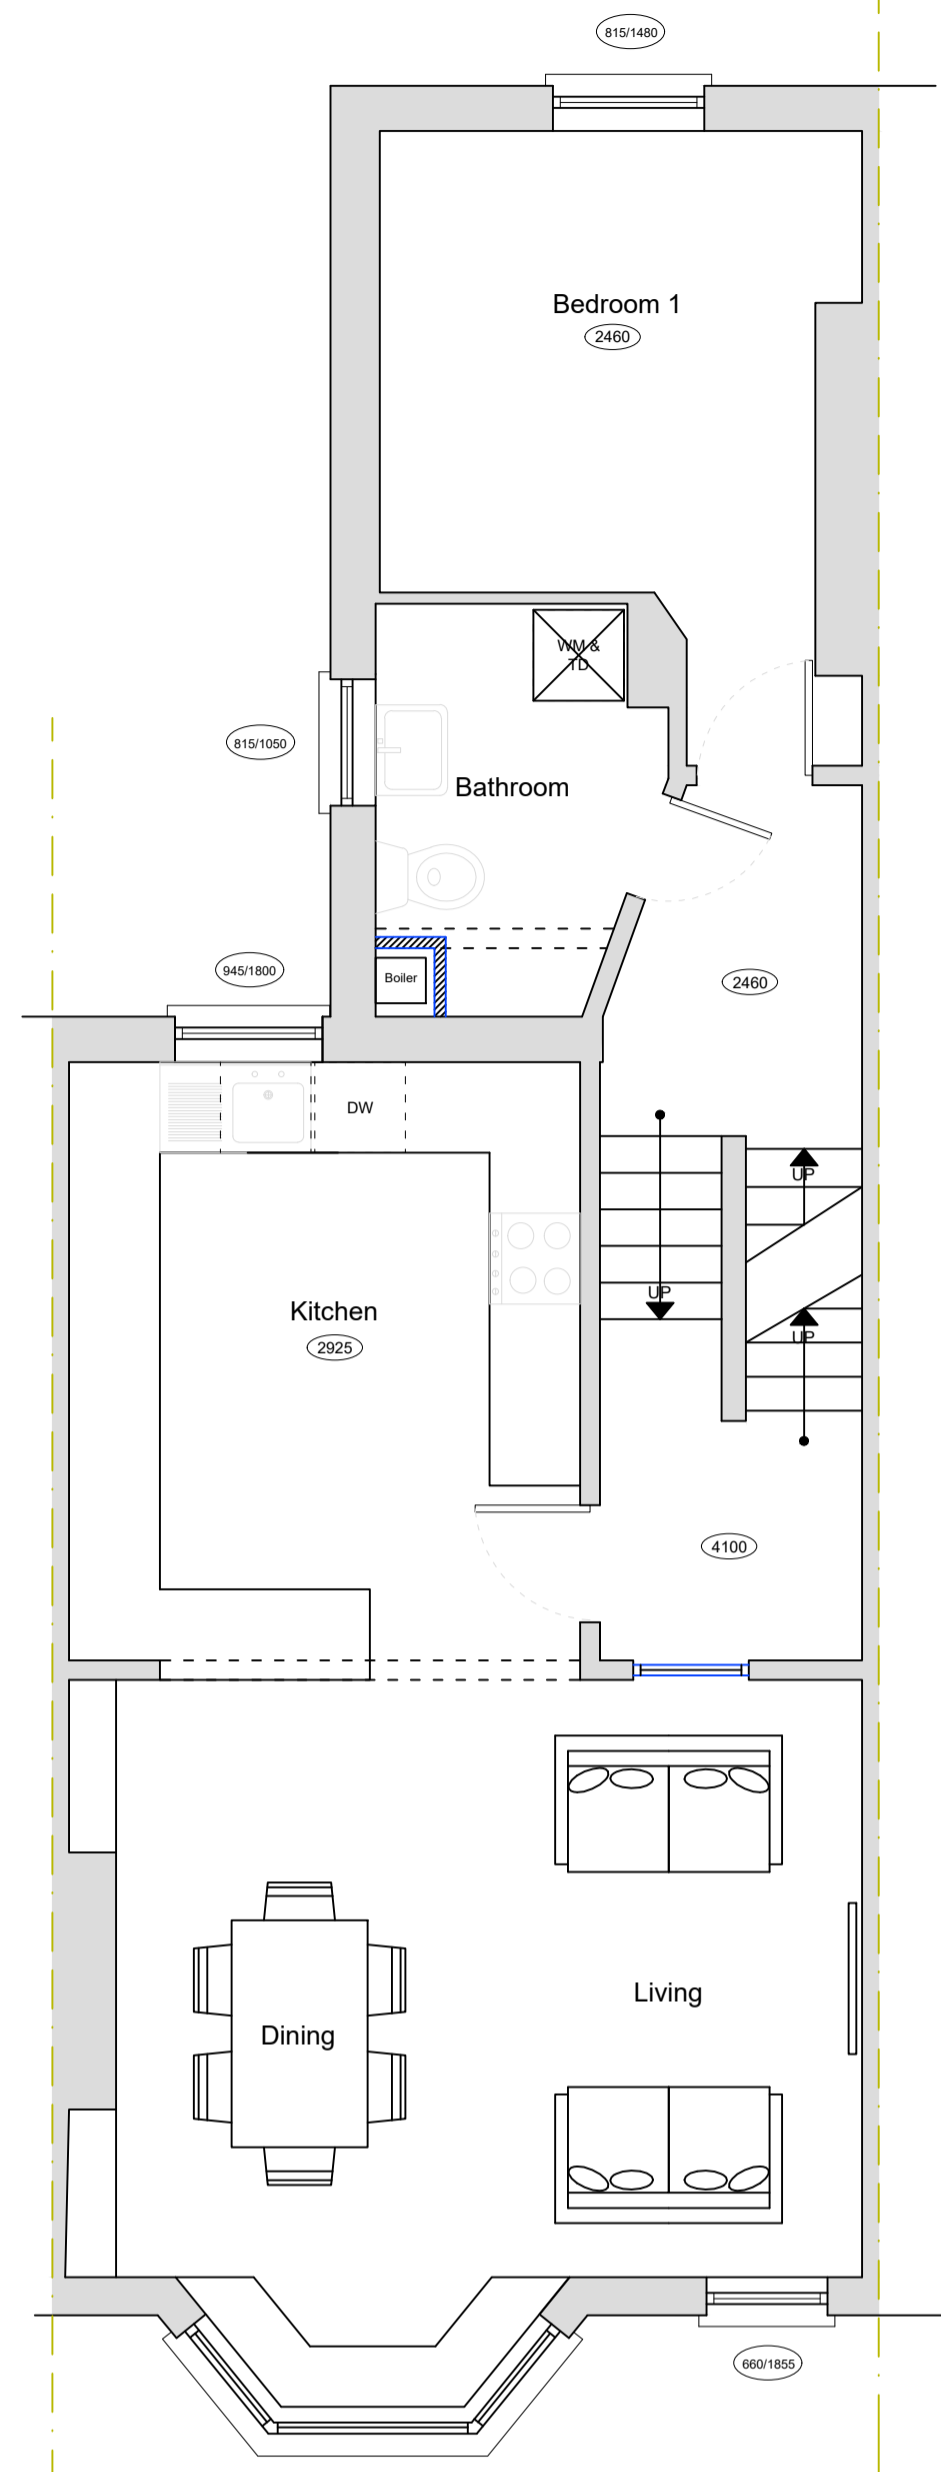 815/1480
Bedroom 1
2460
WM &
TD
815/1050
Bathroom
945/1800
Boiler
2460
DW
UP
UP
UP
Kitchen
2925
4100
Living
Dining
660/1855